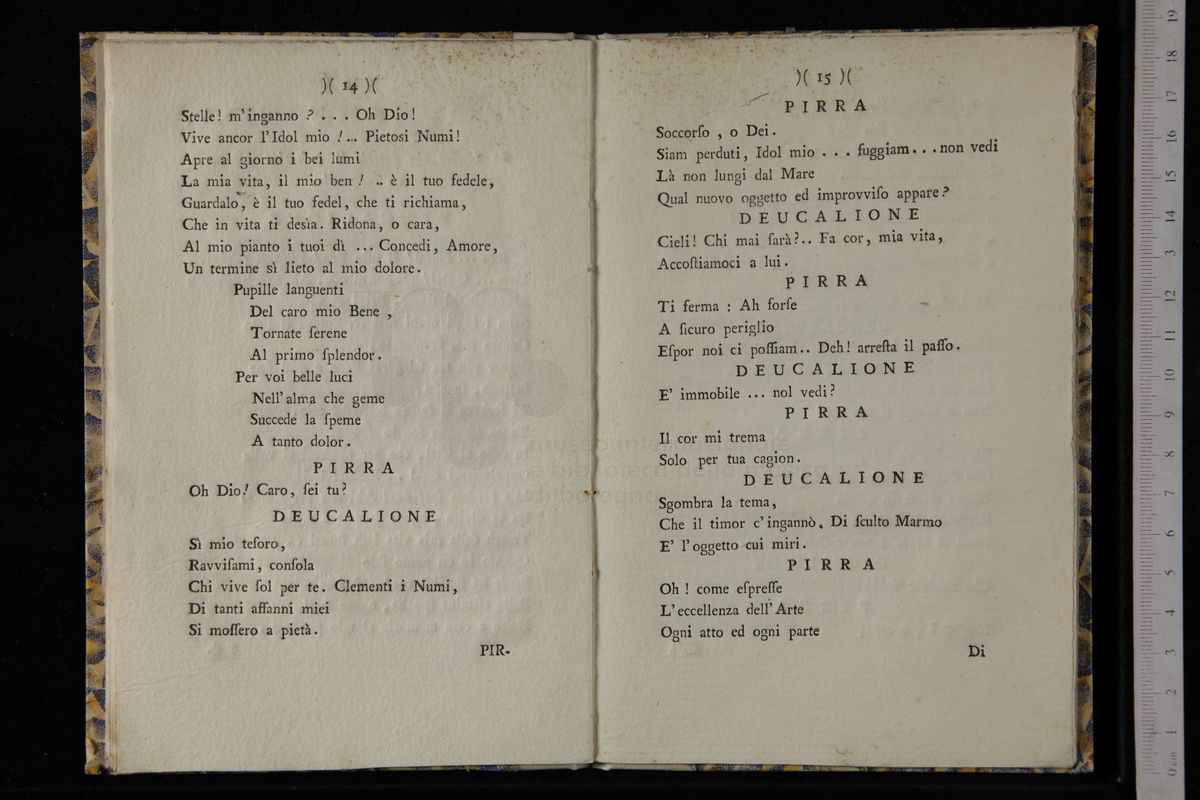 )( 14 )(
Stelle! m'inganno ? . . . Oh Dio!
Vive ancor l'Idol mio !... Pietosi Numi!
Apre al giorno i bei lumi
La mia vita, il mio ben! .. è il tuo fedele,
Guardalo, è il tuo fedel, che ti richiama,
Che in vita ti desìa. Ridona, o cara,
Al mio pianto i tuoi dì ... Concedi, Amore,
Un termine sì lieto al mio dolore.
Pupille languenti
Del caro mio Bene ,
Tornate ſerene
Al primo ſplendor.
Per voi belle luci
Nell'alma che geme
Succede la ſpeme
A tanto dolor.
PIRRA
Oh Dio! Caro, ſei tu?
DEUCALIONE
Sì mio teſoro,
Ravviſami, conſola
Chi vive ſol per te. Clementi i Numi,
Di tanti affanni miei
Si moſſero a pietà.
PIR-
)( 15 )(
PIRRA
Soccorſo , o Dei.
Siam perduti, Idol mio . . . fuggiam...non vedi
Là non lungi dal Mare
Qual nuovo oggetto ed improvviſo appare?
DEUCALIONE
Cieli! Chi mai ſarà?.. Fa cor, mia vita,
Accoſtiamoci a lui.
PIRRA
Ti ferma : Ah forſe
A ſicuro periglio
Eſpor noi ci poſſiam.. Deh! arreſta il paſſo.
DEUCALIONE
E' immobile ... nol vedi?
PIRRA
Il cor mi trema
Solo per tua cagion.
DEUCALIONE
Sgombra la tema,
Che il timor c'ingannò. Di ſculto Marmo
E' l'oggetto cui miri.
PIRRA
Oh ! come eſpreſſe
L'eccellenza dell'Arte
Ogni atto ed ogni parte
Di